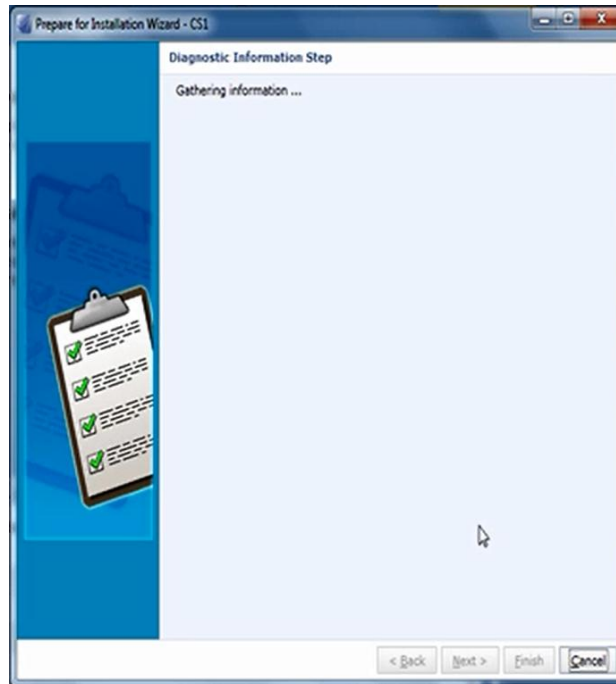 Prepare for Installation Wizard - CS1
Diagnostic Information Step
Gathering information ...
< Back Next > Finish Cancel